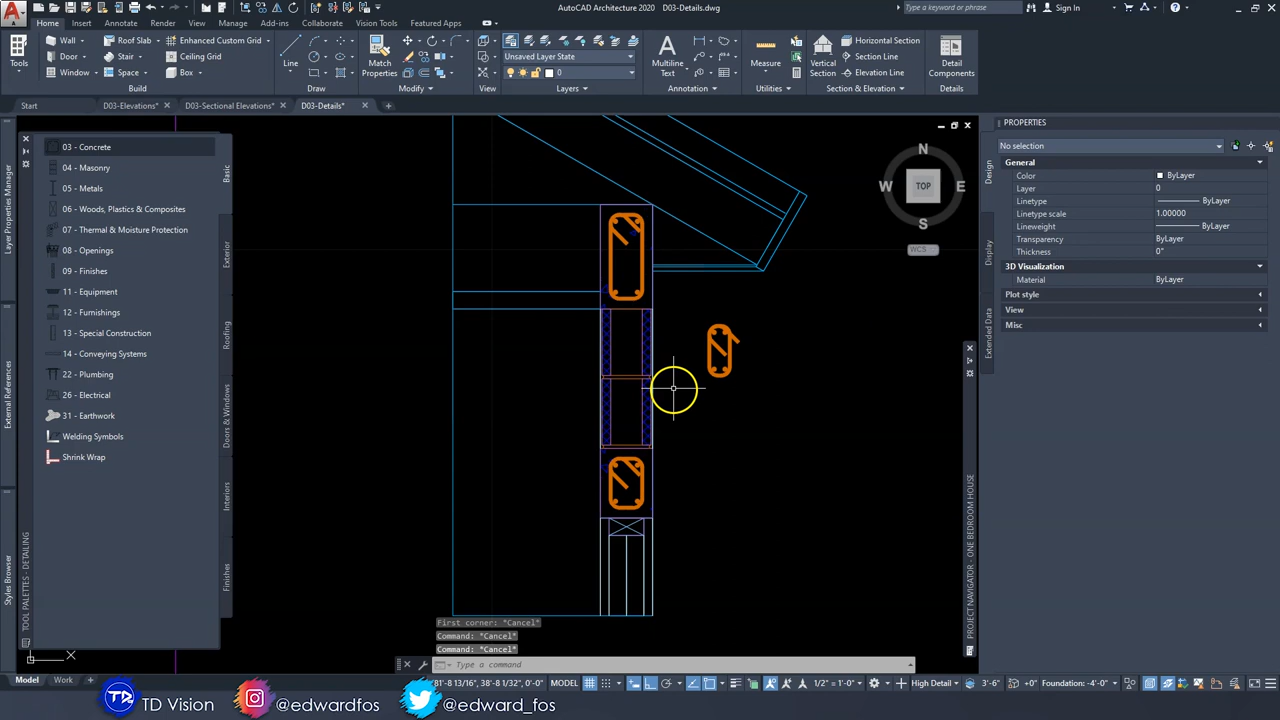 AutoCAD Architecture 2020 D03-Details.dwg
Type a keyword or phrase
Sign In
Home Insert Annotate Render View Manage Add-ins Collaborate Vision Tools Featured Apps
Tools
Wall
Door
Window
Roof Slab
Stair
Space
Enhanced Custom Grid
Ceiling Grid
Box
Line
Match Properties
View
Unsaved Layer State
0
Multiline Text
Measure
Vertical Section
Horizontal Section
Section Line
Elevation Line
Detail Components
Build
Draw
Modify
Layers
Annotation
Utilities
Section & Elevation
Details
Start D03-Elevations* D03-Sectional Elevations* D03-Details*
Layer Properties Manager
External References
Styles Browser
TOOL PALETTES - DETAILING
03 - Concrete
04 - Masonry
05 - Metals
06 - Woods, Plastics & Composites
07 - Thermal & Moisture Protection
08 - Openings
09 - Finishes
11 - Equipment
12 - Furnishings
13 - Special Construction
14 - Conveying Systems
22 - Plumbing
26 - Electrical
31 - Earthwork
Welding Symbols
Shrink Wrap
Basic
Exterior
Roofing
Doors & Windows
Interiors
Finishes
N
W TOP E
S
WCS
PROJECT NAVIGATOR - ONE BEDROOM HOUSE
Design
Display
Extended Data
PROPERTIES
No selection
General
Color ByLayer
Layer 0
Linetype ByLayer
Linetype scale 1.00000
Lineweight ByLayer
Transparency ByLayer
Thickness 0"
3D Visualization
Material ByLayer
Plot style
View
Misc
First corner: *Cancel*
Command: *Cancel*
Command: *Cancel*
Type a command
X
Model Work
MODEL
1/2" = 1'-0"
High Detail
3'-6"
+0"
Foundation: -4'-0"
TD Vision @edwardfos @edward_fos